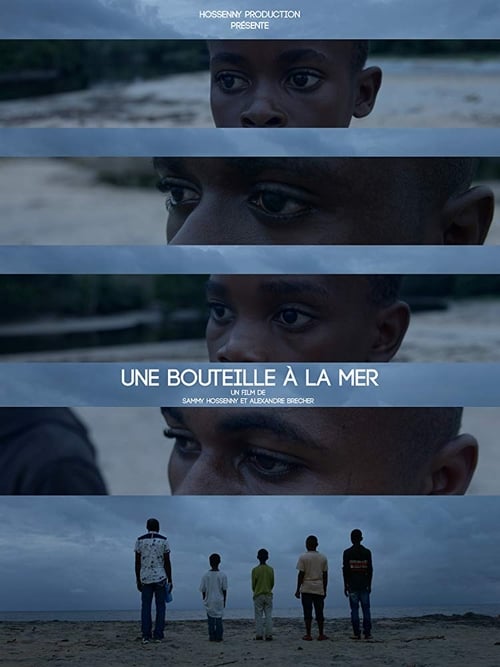 HOSSENNY PRODUCTION
PRÉSENTE
UNE BOUTEILLE À LA MER
UN FILM DE
SAMMY HOSSENNY ET ALEXANDRE BRECHER